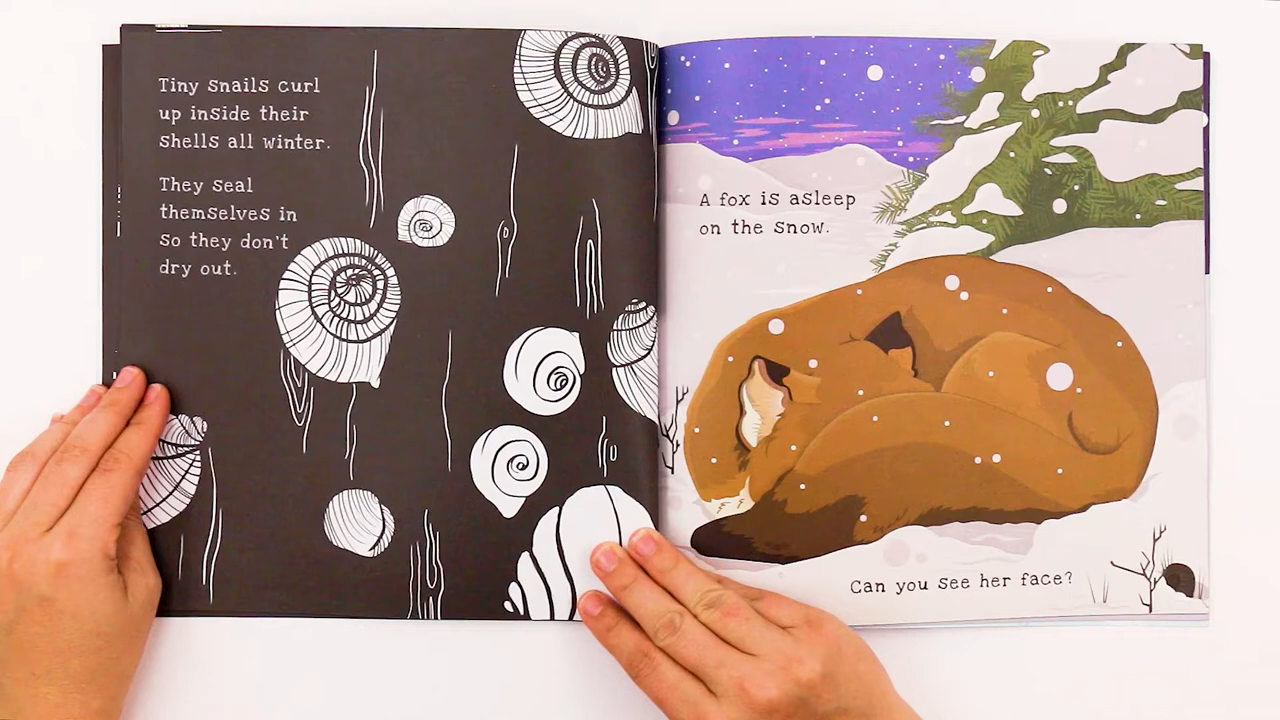 Tiny snails curl
up inside their
shells all winter.
They seal
themselves in
so they don't
dry out.
A fox is asleep
on the snow.
Can you see her face?